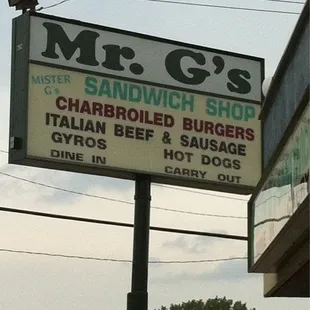 Mr. G's
MISTER G's
SANDWICH SHOP
CHARBROILED BURGERS
ITALIAN BEEF & SAUSAGE
GYROS HOT DOGS
DINE IN CARRY OUT